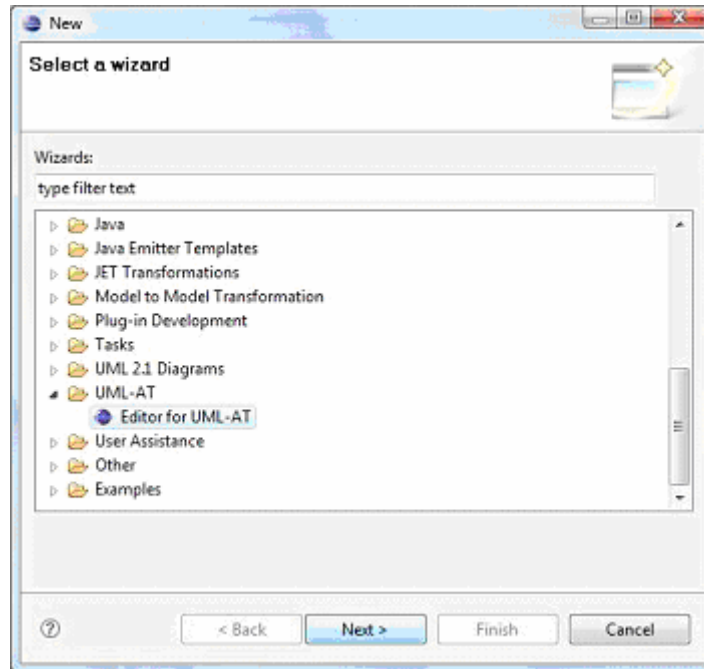 New
Select a wizard
Wizards:
type filter text
Java
Java Emitter Templates
JET Transformations
Model to Model Transformation
Plug-in Development
Tasks
UML 2.1 Diagrams
UML-AT
Editor for UML-AT
User Assistance
Other
Examples
< Back Next > Finish Cancel